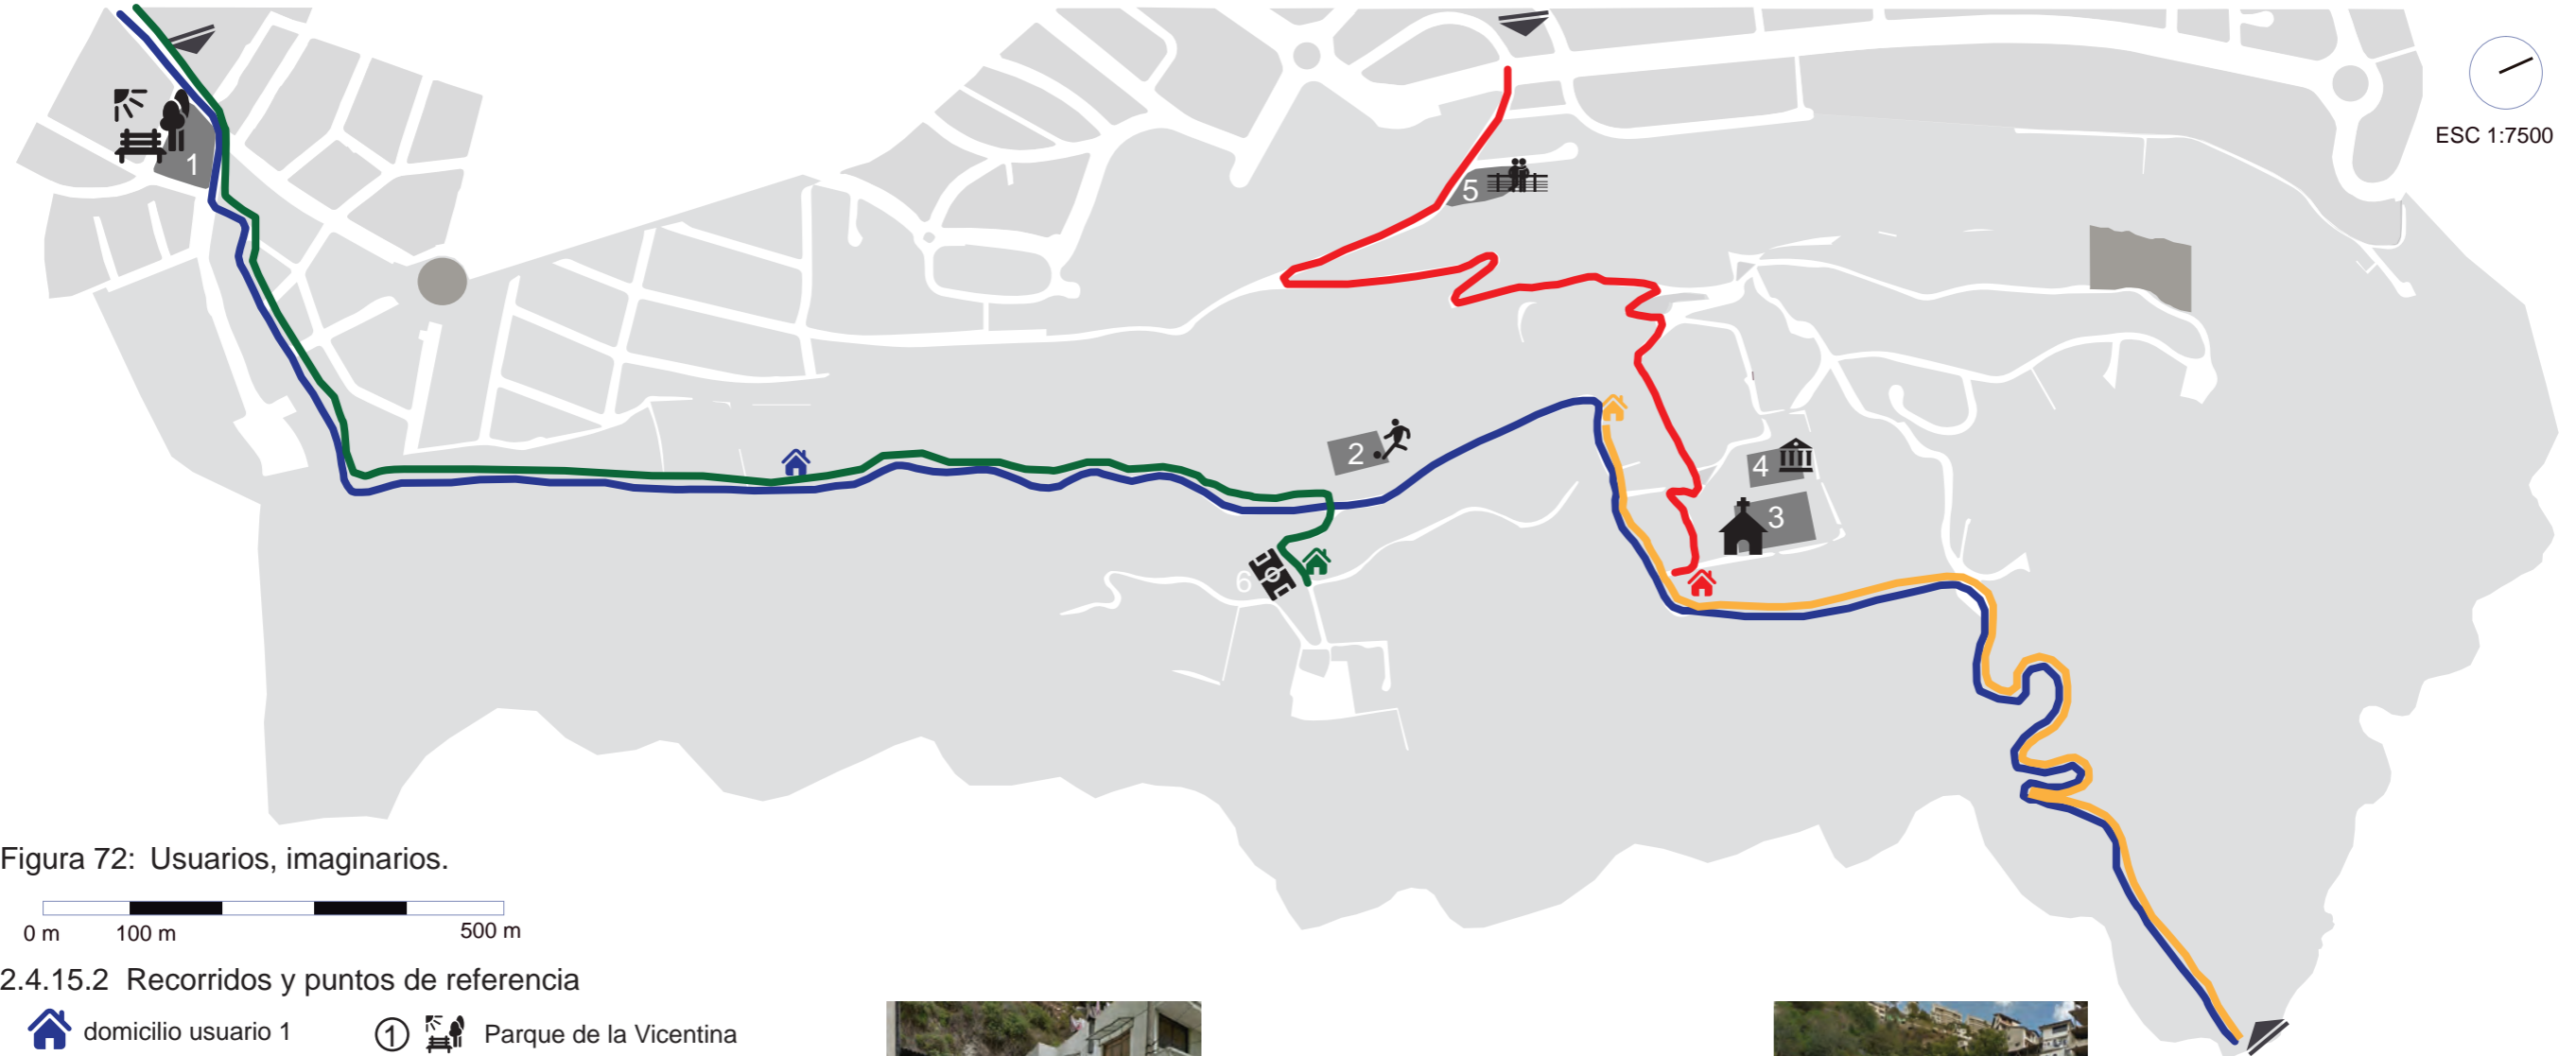 ESC 1:7500
1
5
2
4
3
6
Figura 72: Usuarios, imaginarios.
0 m 100 m 500 m
2.4.15.2 Recorridos y puntos de referencia
domicilio usuario 1
1 Parque de la Vicentina